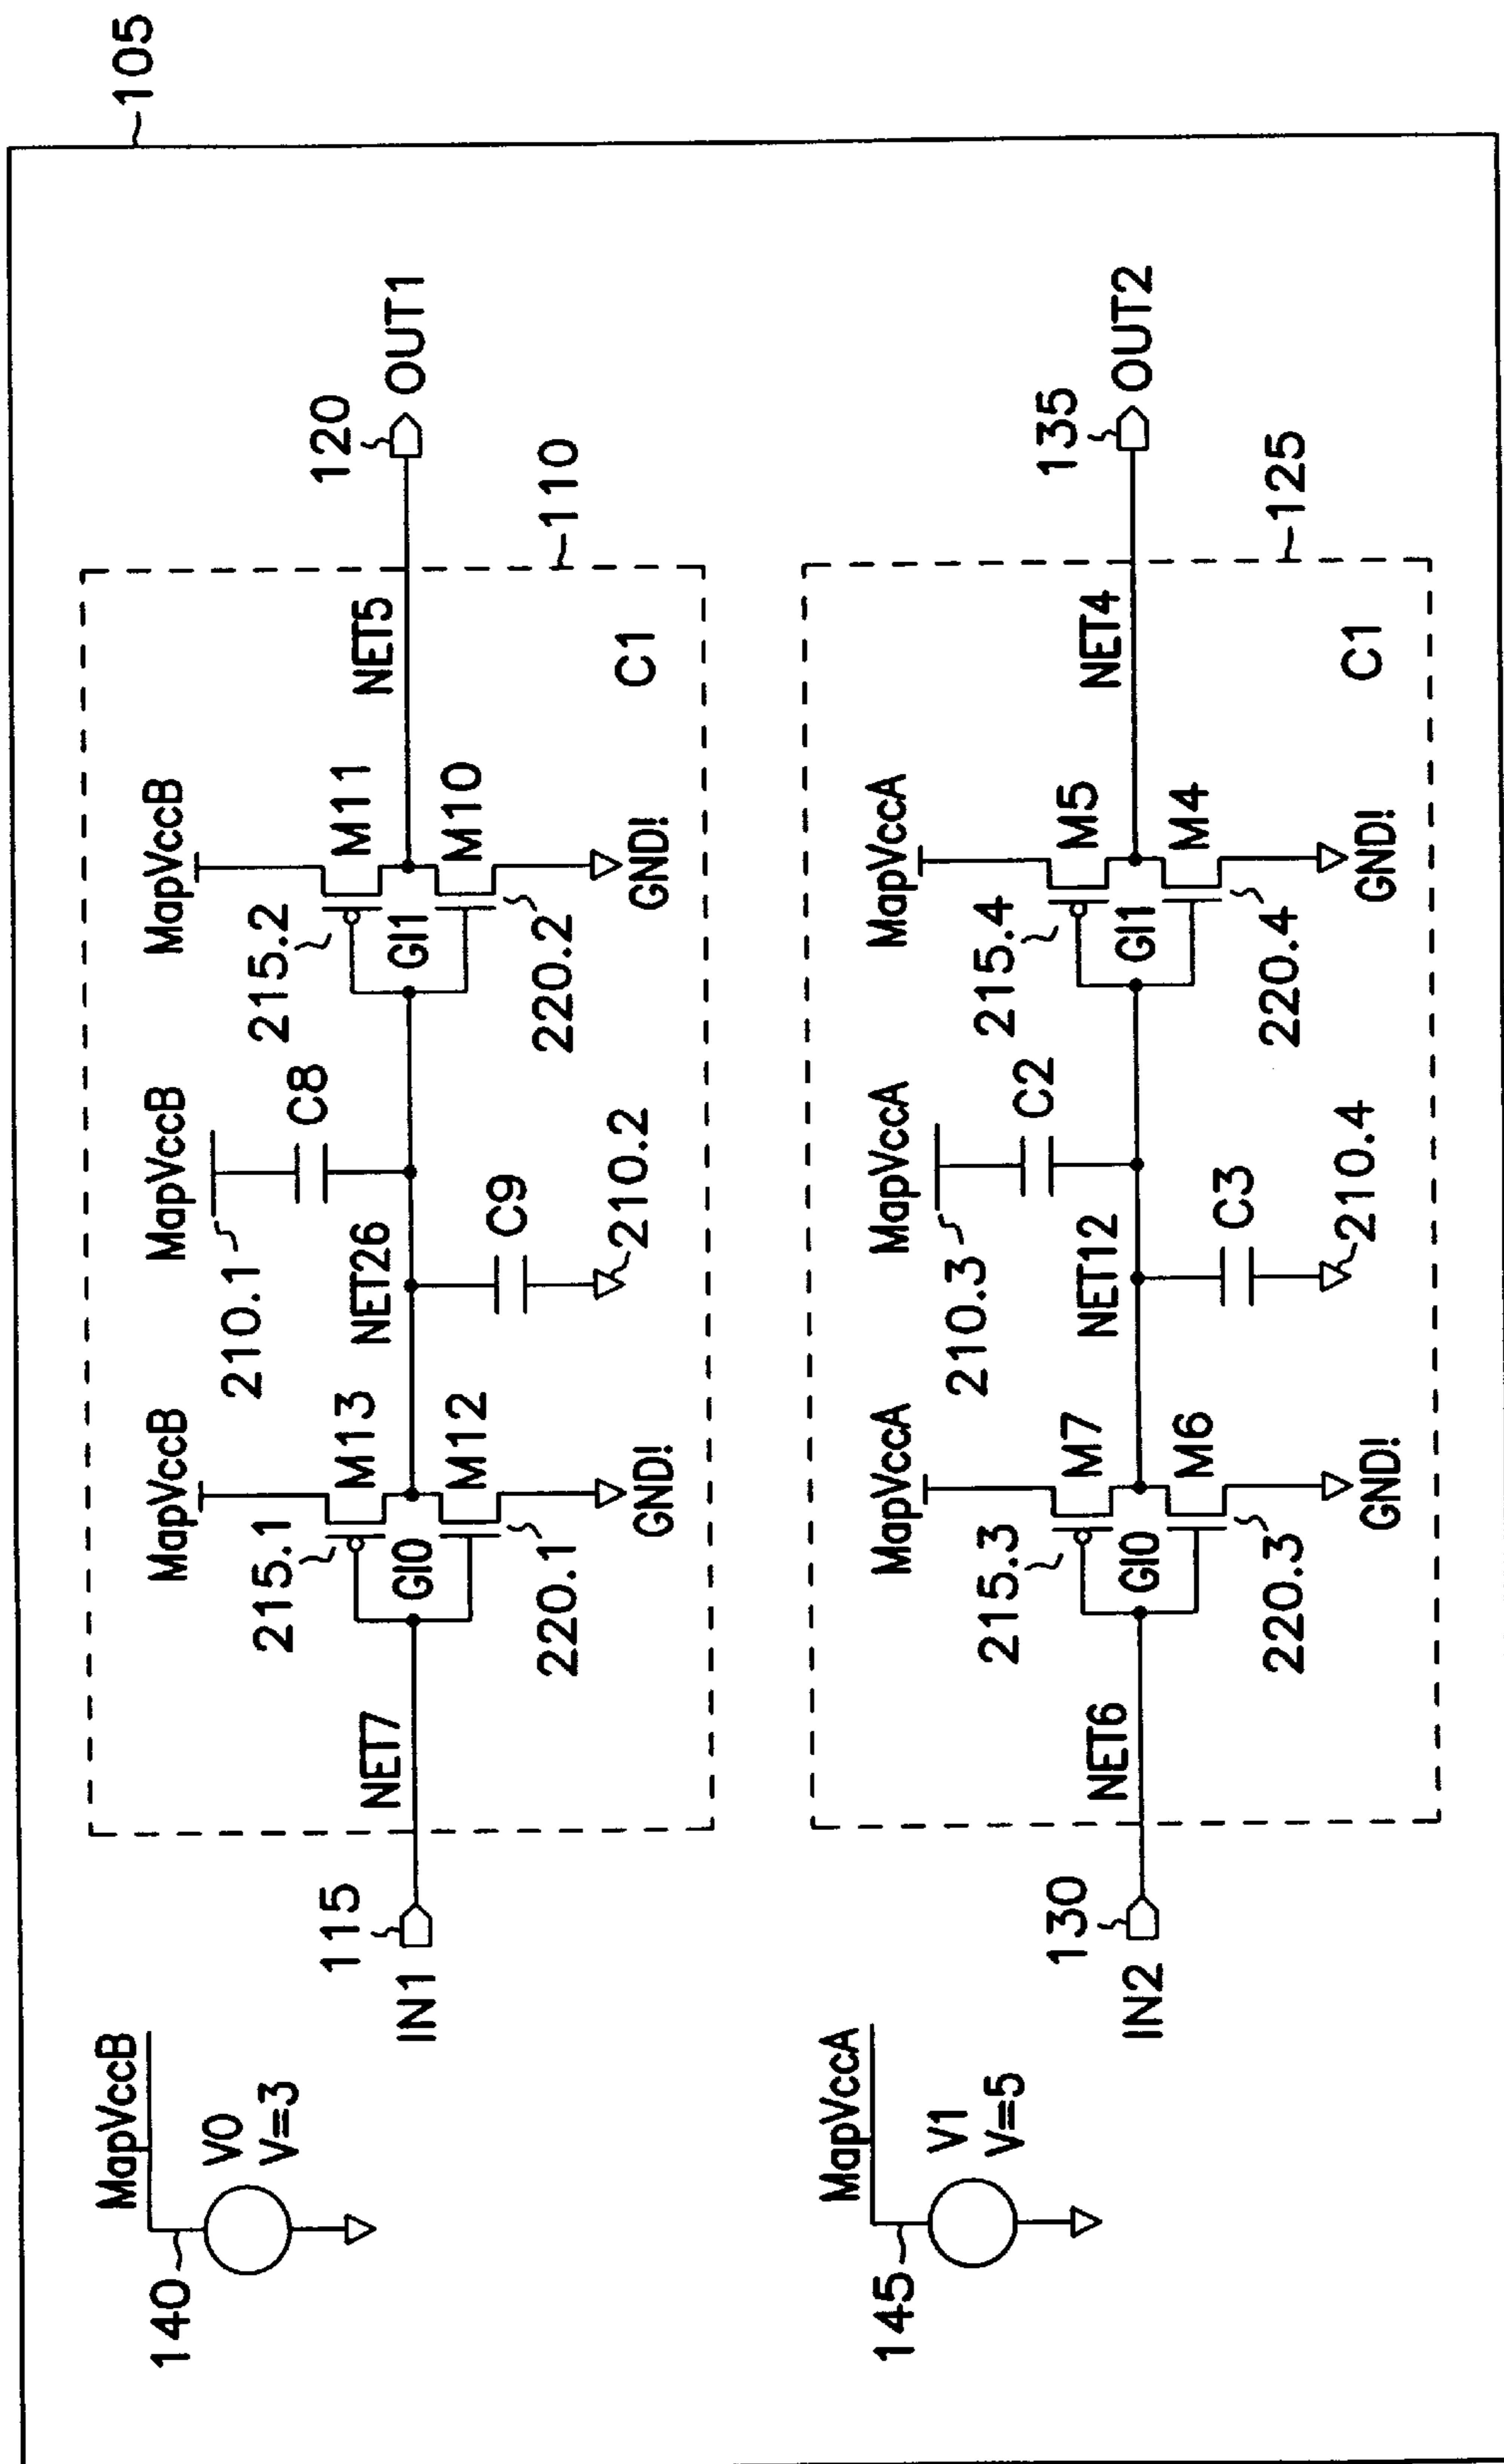 105
MapVccB
140
V0
V=3
115
IN1
NET7
MapVccB
215.1
M13
GI0
M12
220.1
GND!
MapVccB
210.1
C8
NET26
C9
210.2
MapVccB
215.2
M11
GI1
M10
220.2
GND!
NET5
C1
110
120
OUT1
MapVccA
145
V1
V=5
130
IN2
NET6
MapVccA
215.3
M7
GI0
M6
220.3
GND!
MapVccA
210.3
C2
NET12
C3
210.4
MapVccA
215.4
M5
GI1
M4
220.4
GND!
NET4
C1
125
135
OUT2